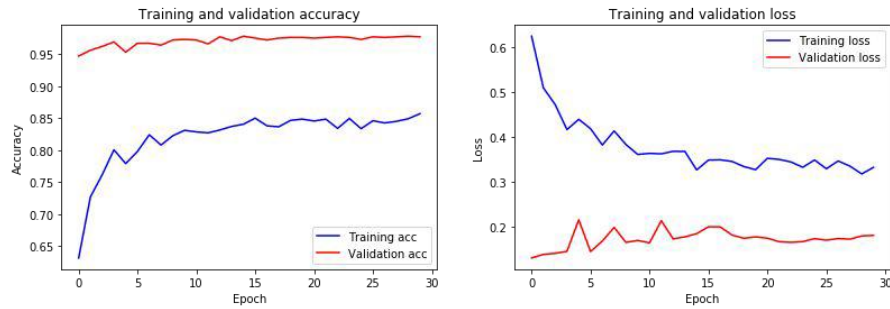 Training and validation accuracy
0.95
0.90
0.85
0.80
0.75
0.70
0.65
Accuracy
Training acc
Validation acc
0 5 10 15 20 25 30
Epoch
Training and validation loss
Training loss
Validation loss
0.6
0.5
0.4
0.3
0.2
Loss
0 5 10 15 20 25 30
Epoch